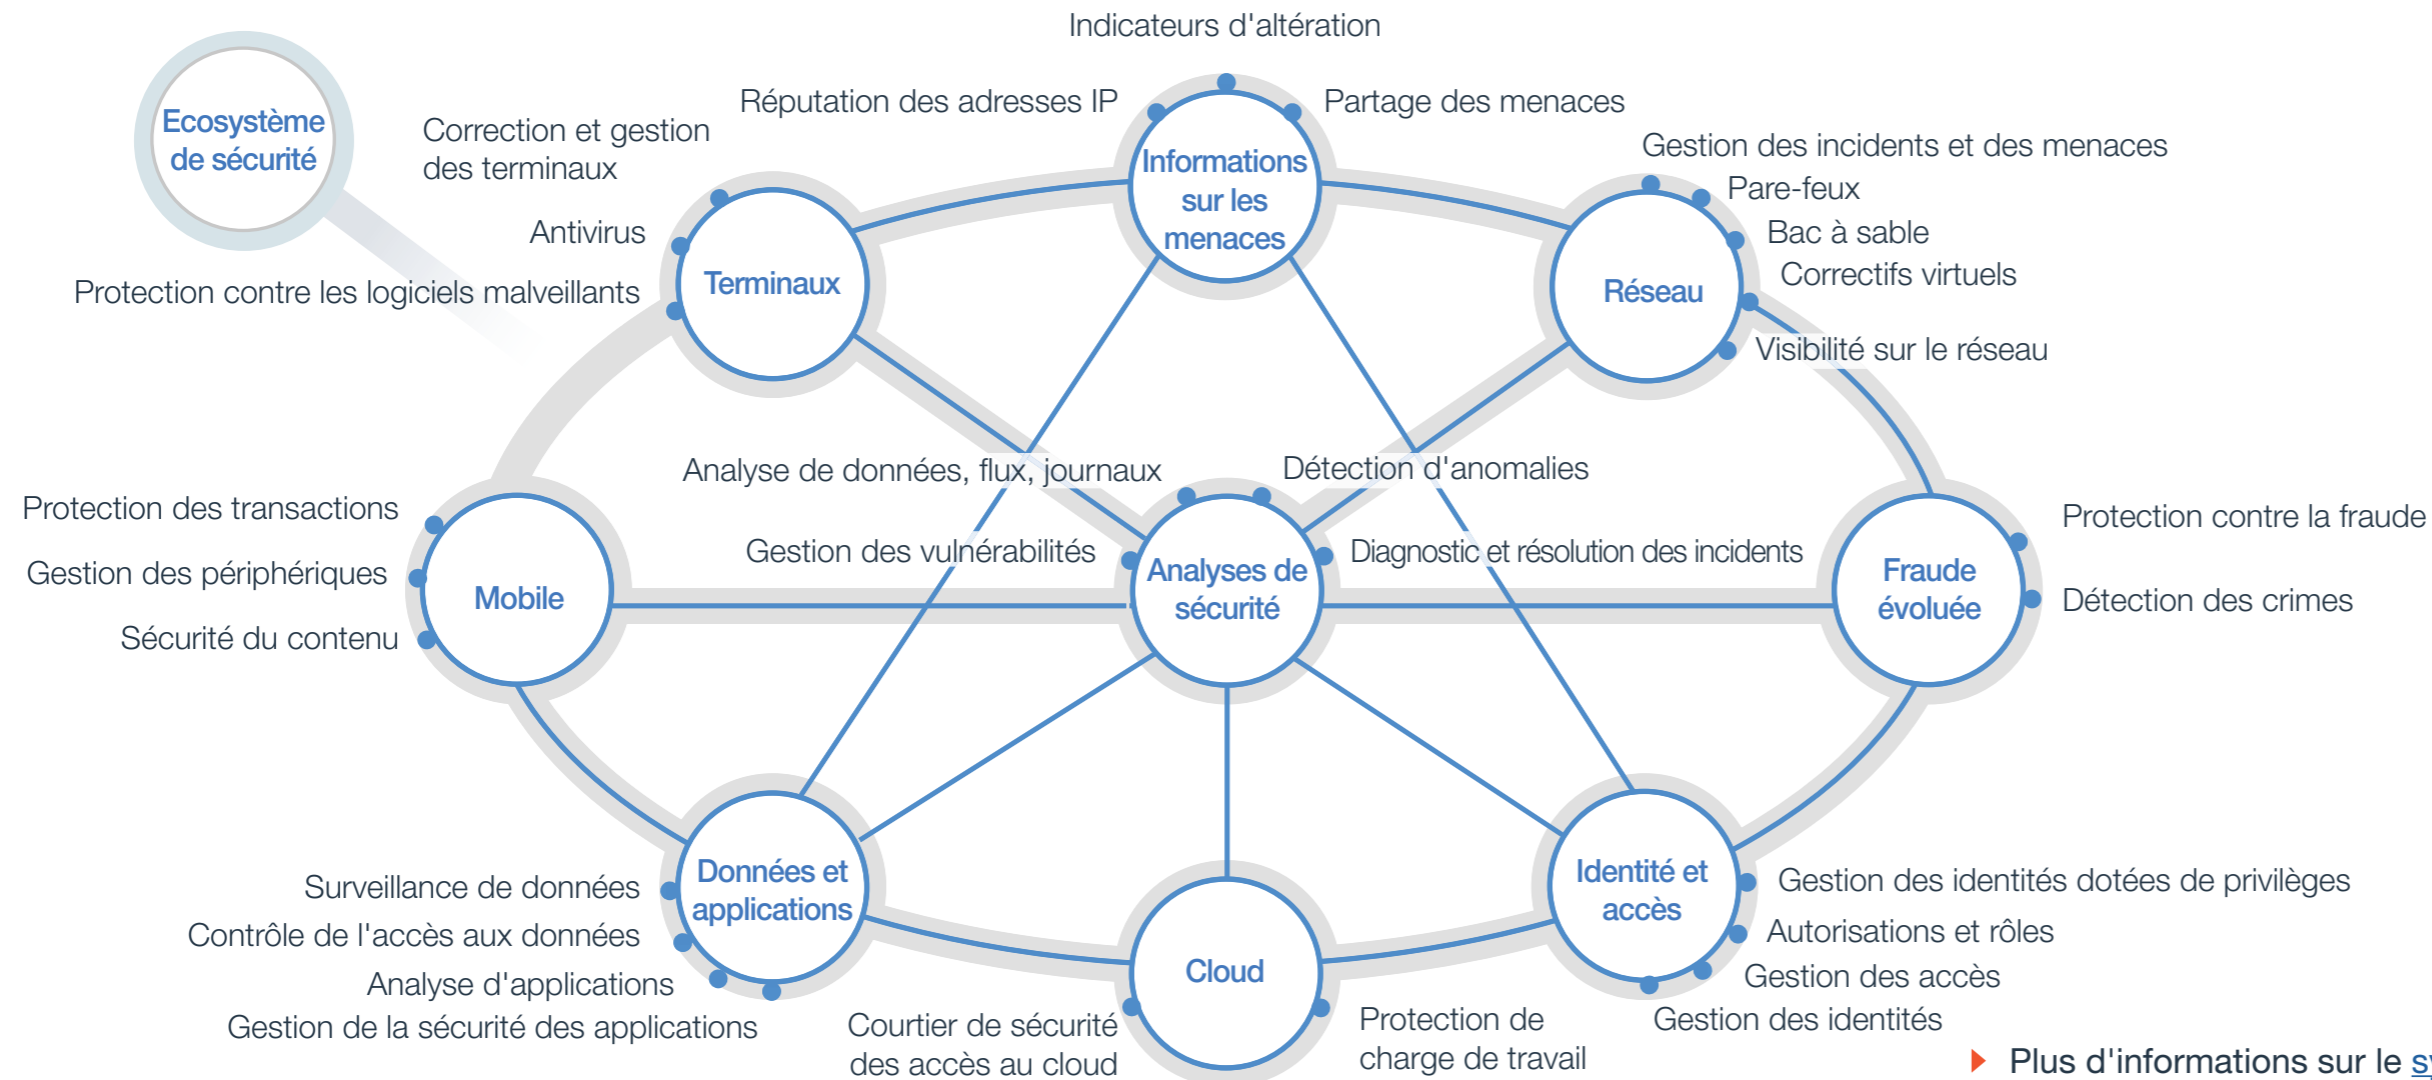 Indicateurs d'altération
Réputation des adresses IP
Partage des menaces
Ecosystème
de sécurité
Correction et gestion
des terminaux
Antivirus
Protection contre les logiciels malveillants
Terminaux
Informations
sur les
menaces
Gestion des incidents et des menaces
Pare-feux
Bac à sable
Correctifs virtuels
Visibilité sur le réseau
Réseau
Analyse de données, flux, journaux
Détection d'anomalies
Gestion des vulnérabilités
Diagnostic et résolution des incidents
Analyses de
sécurité
Protection des transactions
Gestion des périphériques
Sécurité du contenu
Mobile
Fraude
évoluée
Protection contre la fraude
Détection des crimes
Données et
applications
Surveillance de données
Contrôle de l'accès aux données
Analyse d'applications
Gestion de la sécurité des applications
Cloud
Courtier de sécurité
des accès au cloud
Protection de
charge de travail
Identité et
accès
Gestion des identités dotées de privilèges
Autorisations et rôles
Gestion des accès
Gestion des identités
Plus d'informations sur le